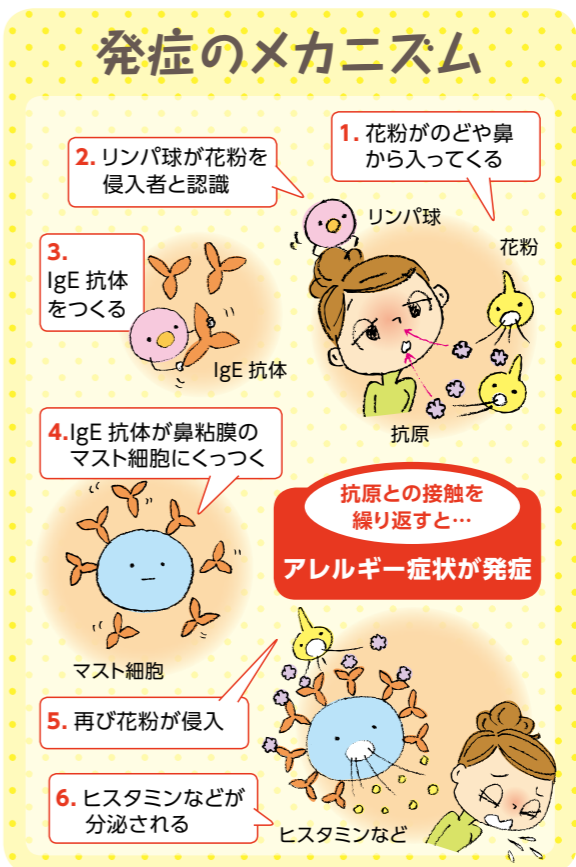 発症のメカニズム
1. 花粉がのどや鼻
から入ってくる
2. リンパ球が花粉を
侵入者と認識
リンパ球
花粉
3.
IgE 抗体
をつくる
IgE 抗体
抗原
4.IgE 抗体が鼻粘膜の
マスト細胞にくっつく
抗原との接触を
繰り返すと…
アレルギー症状が発症
マスト細胞
5. 再び花粉が侵入
6. ヒスタミンなどが
分泌される
ヒスタミンなど